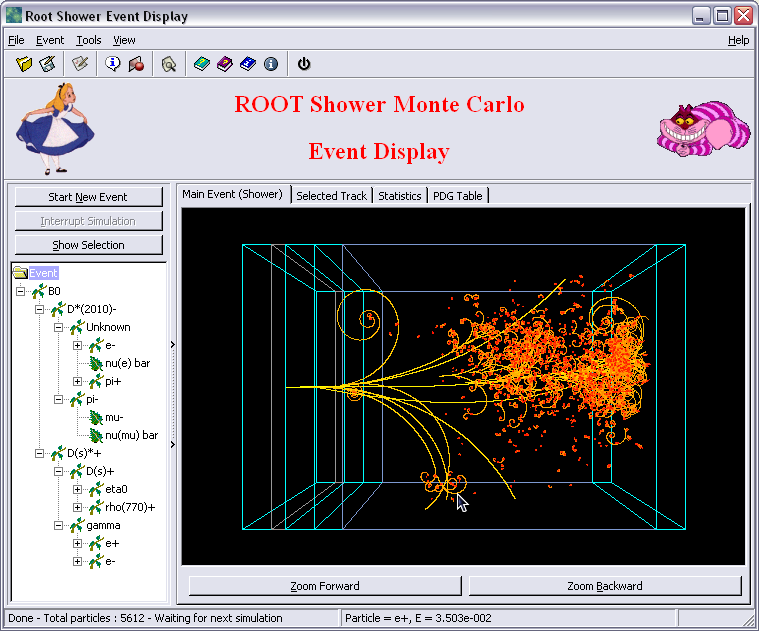 Root Shower Event Display
File Event Tools View Help
ROOT Shower Monte Carlo
Event Display
Start New Event
Interrupt Simulation
Show Selection
Main Event (Shower) Selected Track Statistics PDG Table
Event
B0
D*(2010)-
Unknown
e-
nu(e) bar
pi+
pi-
mu-
nu(mu) bar
D(s)*+
D(s)+
eta0
rho(770)+
gamma
e+
e-
Zoom Forward Zoom Backward
Done - Total particles : 5612 - Waiting for next simulation Particle = e+, E = 3.503e-002